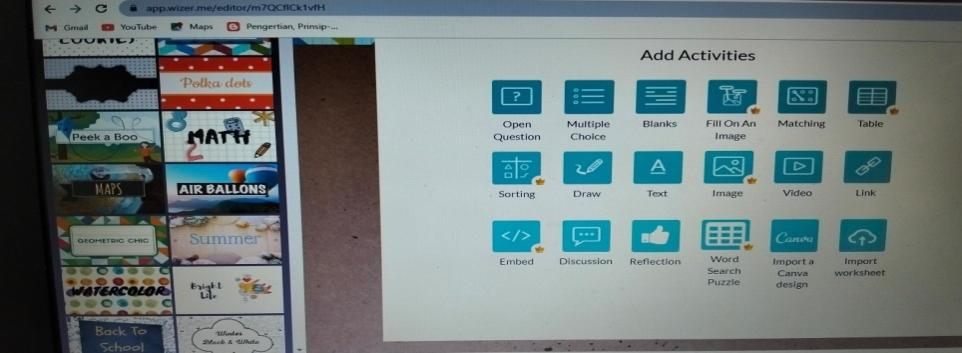 app.wizer.me/editor/m7QCflCk1vfH
Gmail YouTube Maps Pengertian, Prinsip-...
COOKIES
Polka dots
Peek a Boo
MATH
MAPS
AIR BALLONS
GEOMETRIC CHIC
Summer
WATERCOLOR
Bright
Life
Back To
School
Winter
Black & White
Add Activities
Open
Question
Multiple
Choice
Blanks
Fill On An
Image
Matching
Table
Sorting
Draw
Text
Image
Video
Link
Embed
Discussion
Reflection
Word
Search
Puzzle
Canva
Import a
Canva
design
Import
worksheet